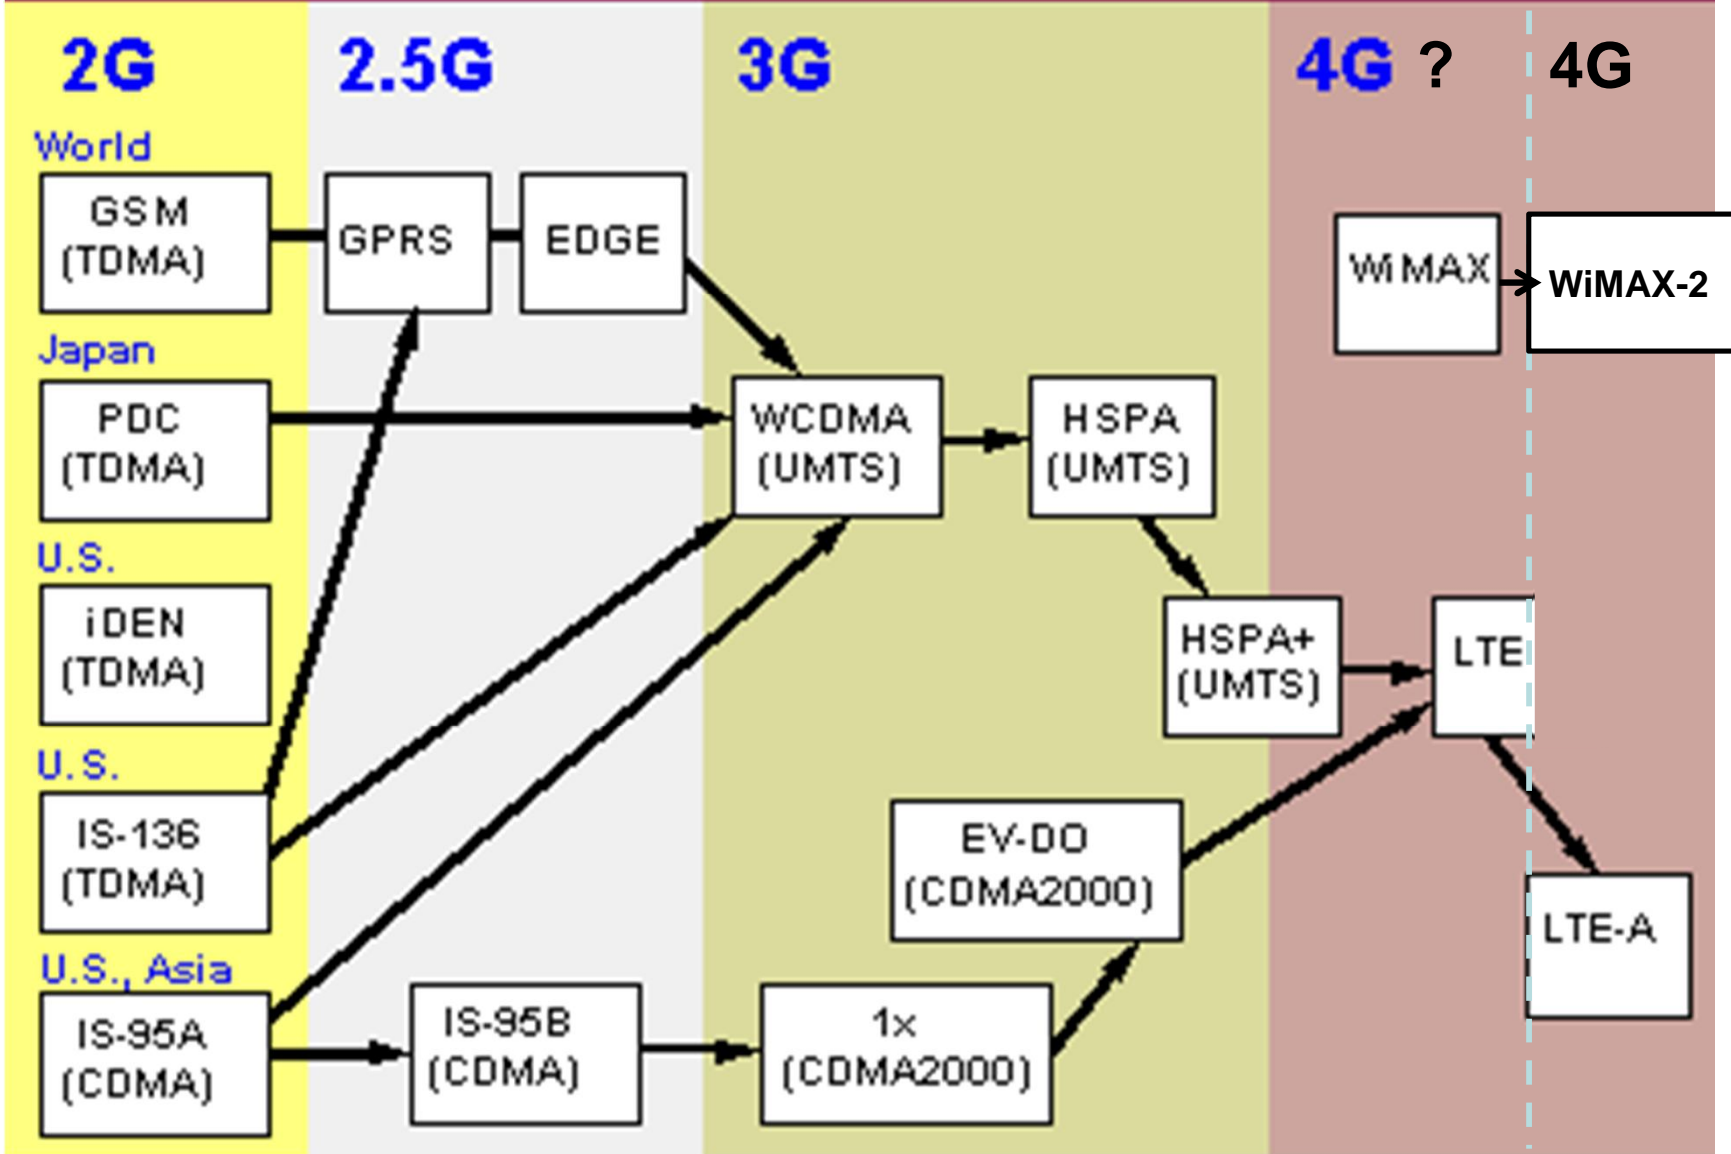 2G 2.5G 3G 4G ? 4G
World
GSM
(TDMA)
GPRS
EDGE
WiMAX
WiMAX-2
Japan
PDC
(TDMA)
WCDMA
(UMTS)
HSPA
(UMTS)
U.S.
iDEN
(TDMA)
HSPA+
(UMTS)
LTE
U.S.
IS-136
(TDMA)
EV-DO
(CDMA2000)
LTE-A
U.S., Asia
IS-95A
(CDMA)
IS-95B
(CDMA)
1x
(CDMA2000)